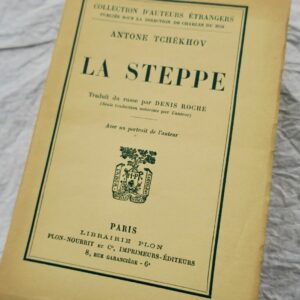 COLLECTION D'AUTEURS ÉTRANGERS
PUBLIÉE SOUS LA DIRECTION DE CHARLES DU BOS
ANTONE TCHÉKHOV
LA STEPPE
Traduit du russe par DENIS ROCHE
(Seule traduction autorisée par l'auteur)
Avec un portrait de l'auteur
PARIS
LIBRAIRIE PLON
PLON-NOURRIT et Cie, IMPRIMEURS-ÉDITEURS
8, RUE GARANCIÈRE - 6e